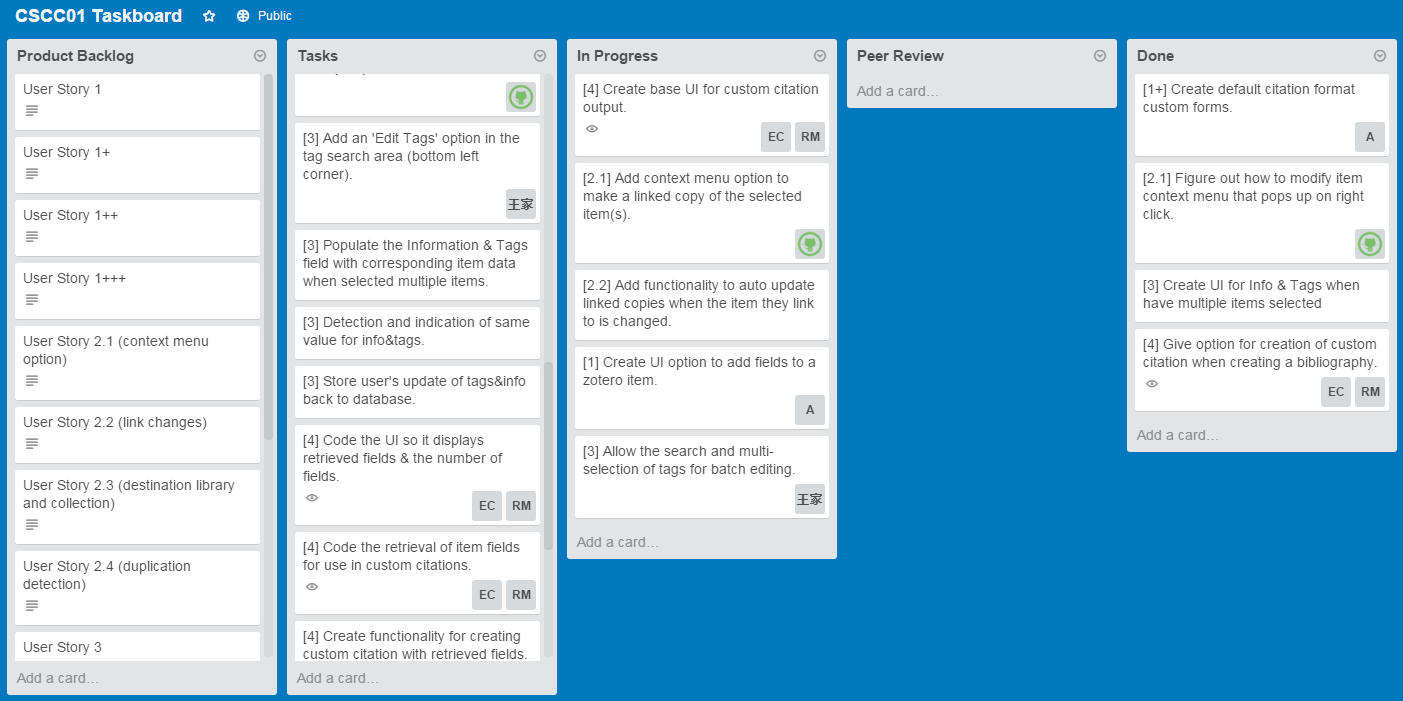 CSCC01 Taskboard
Public
Product Backlog
User Story 1
User Story 1+
User Story 1++
User Story 1+++
User Story 2.1 (context menu
option)
User Story 2.2 (link changes)
User Story 2.3 (destination library
and collection)
User Story 2.4 (duplication
detection)
User Story 3
Add a card…
Tasks
[3] Add an 'Edit Tags' option in the
tag search area (bottom left
corner).
王家
[3] Populate the Information & Tags
field with corresponding item data
when selected multiple items.
[3] Detection and indication of same
value for info&tags.
[3] Store user's update of tags&info
back to database.
[4] Code the UI so it displays
retrieved fields & the number of
fields.
EC RM
[4] Code the retrieval of item fields
for use in custom citations.
EC RM
[4] Create functionality for creating
custom citation with retrieved fields.
Add a card…
In Progress
[4] Create base UI for custom citation
output.
EC RM
[2.1] Add context menu option to
make a linked copy of the selected
item(s).
[2.2] Add functionality to auto update
linked copies when the item they link
to is changed.
[1] Create UI option to add fields to a
zotero item.
A
[3] Allow the search and multi-
selection of tags for batch editing.
王家
Add a card…
Peer Review
Add a card…
Done
[1+] Create default citation format
custom forms.
A
[2.1] Figure out how to modify item
context menu that pops up on right
click.
[3] Create UI for Info & Tags when
have multiple items selected
[4] Give option for creation of custom
citation when creating a bibliography.
EC RM
Add a card…